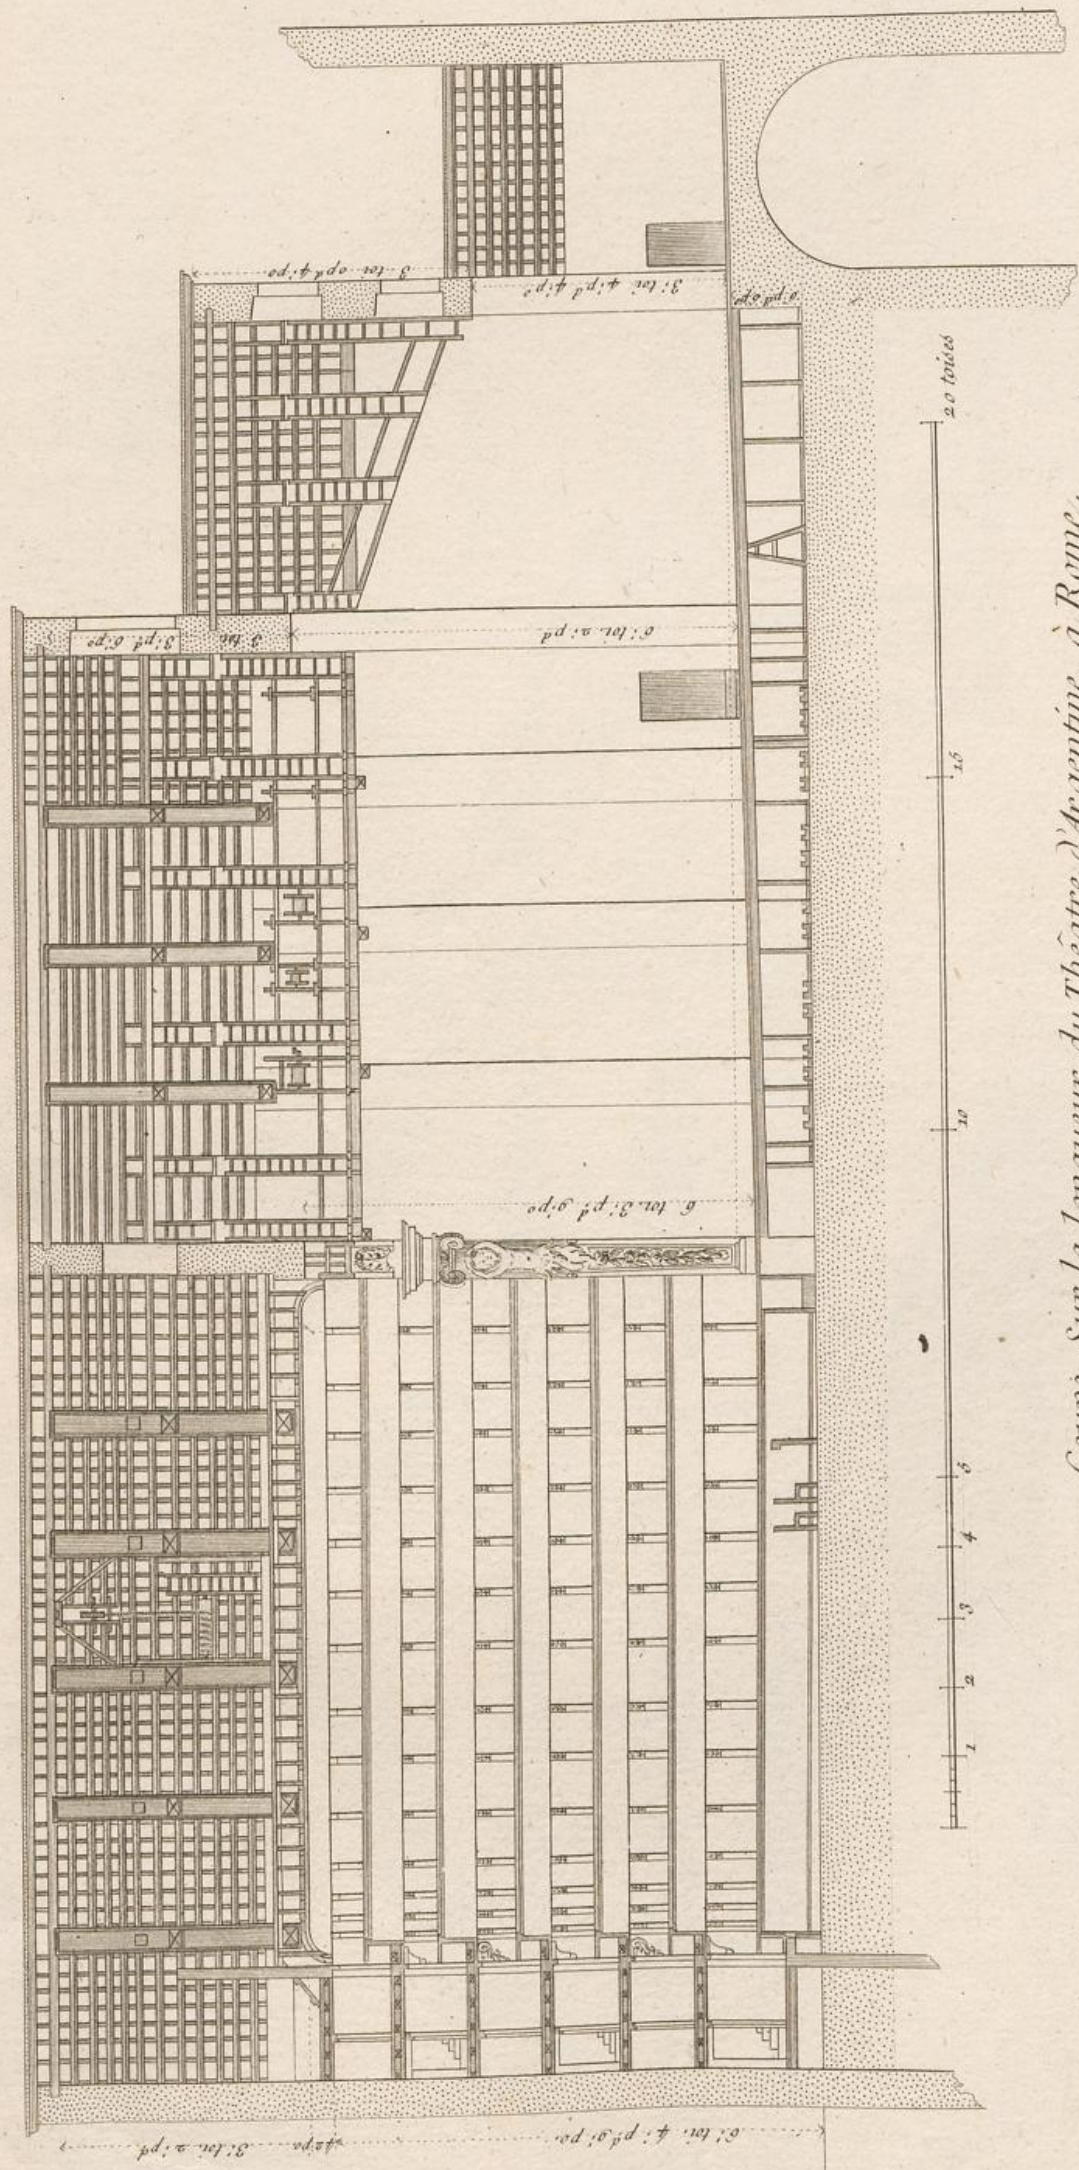 3 toi 0 pd 4 po
3 toi 4 pd 4 po
6 pd 6 po
3 toi
3 pd 6 po
6 toi 2 pd
6 toi 3 pd 9 po
3 toi 2 pd
42 po
6 toi 4 pd 9 po
1 2 3 4 5 10 15 20 toises
Coupe Sur la longueur du Théâtre d'Argentine à Rome.